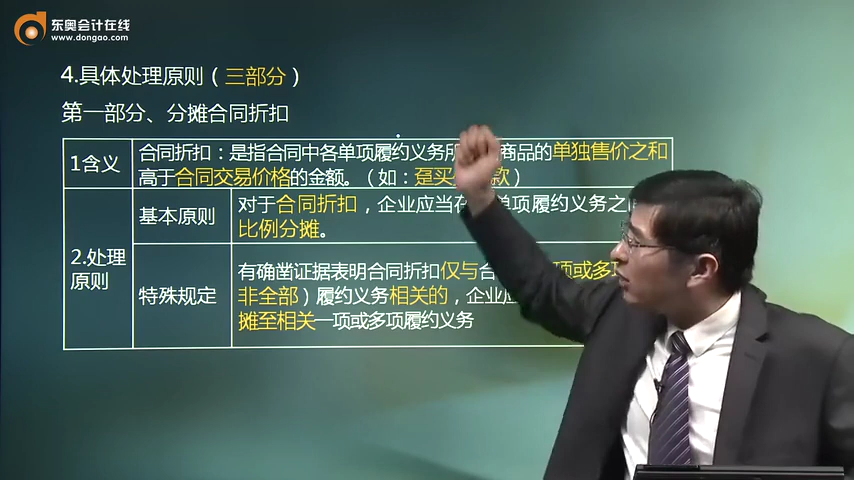 东奥会计在线
www.dongao.com
4.具体处理原则（三部分）
第一部分、分摊合同折扣
1含义
合同折扣：是指合同中各单项履约义务所 商品的单独售价之和
高于合同交易价格的金额。（如：趸买 款）
2.处理
原则
基本原则
对于合同折扣，企业应当在 单项履约义务之
比例分摊。
特殊规定
有确凿证据表明合同折扣仅与合 项或多
非全部）履约义务相关的，企业应
摊至相关一项或多项履约义务